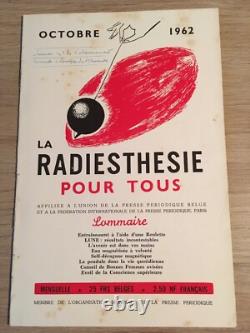 OCTOBRE 1962
LA
RADIESTHESIE
POUR TOUS
AFFILIEE A L'UNION DE LA PRESSE PERIODIQUE BELGE
ET A LA FEDERATION INTERNATIONALE DE LA PRESSE PERIODIQUE, PARIS
Sommaire
Entraînement à l'aide d'une Roulette
LUNE : résultats incontestables
L'avenir est dans vos mains
Eau magnétisée à volonté
Self-dévogue magnétique
Le pendule dans la vie quotidienne
Conseil de Bonnes Femmes avisées
Eveil de la Conscience supérieure
MENSUELLE • 25 FRS BELGES • 2,50 NF FRANÇAIS
MEMBRE DE L'ORGANISATION DE LA PRESSE PERIODIQUE